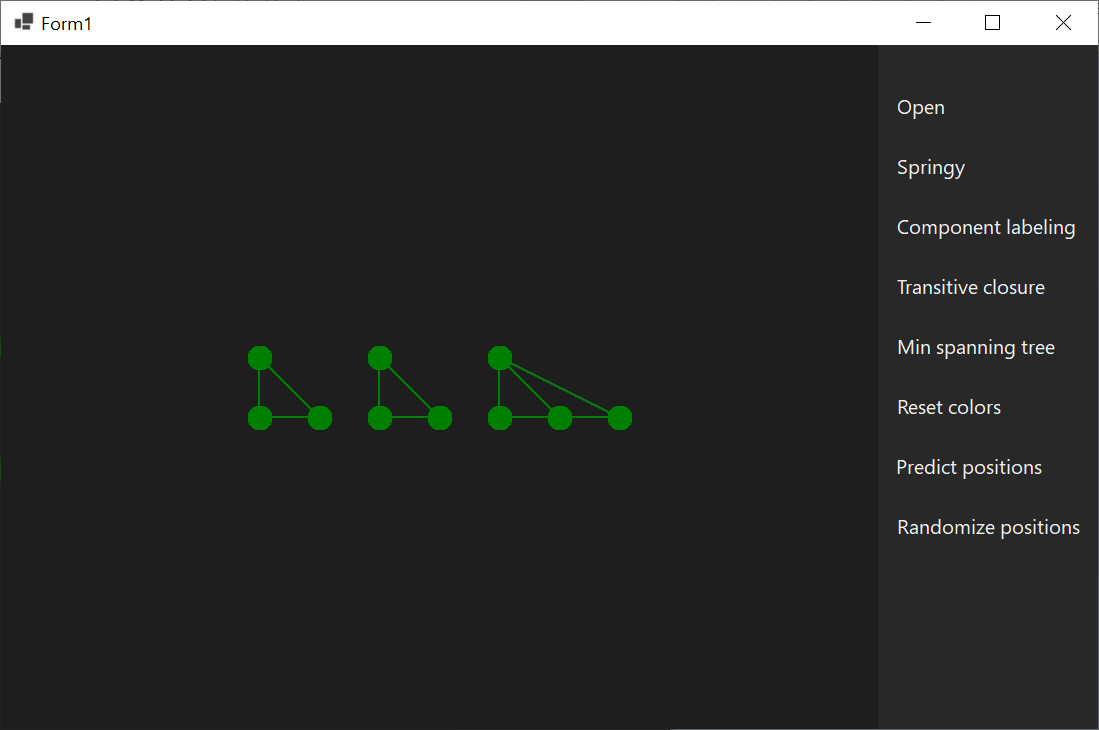 Form1
Open
Springy
Component labeling
Transitive closure
Min spanning tree
Reset colors
Predict positions
Randomize positions